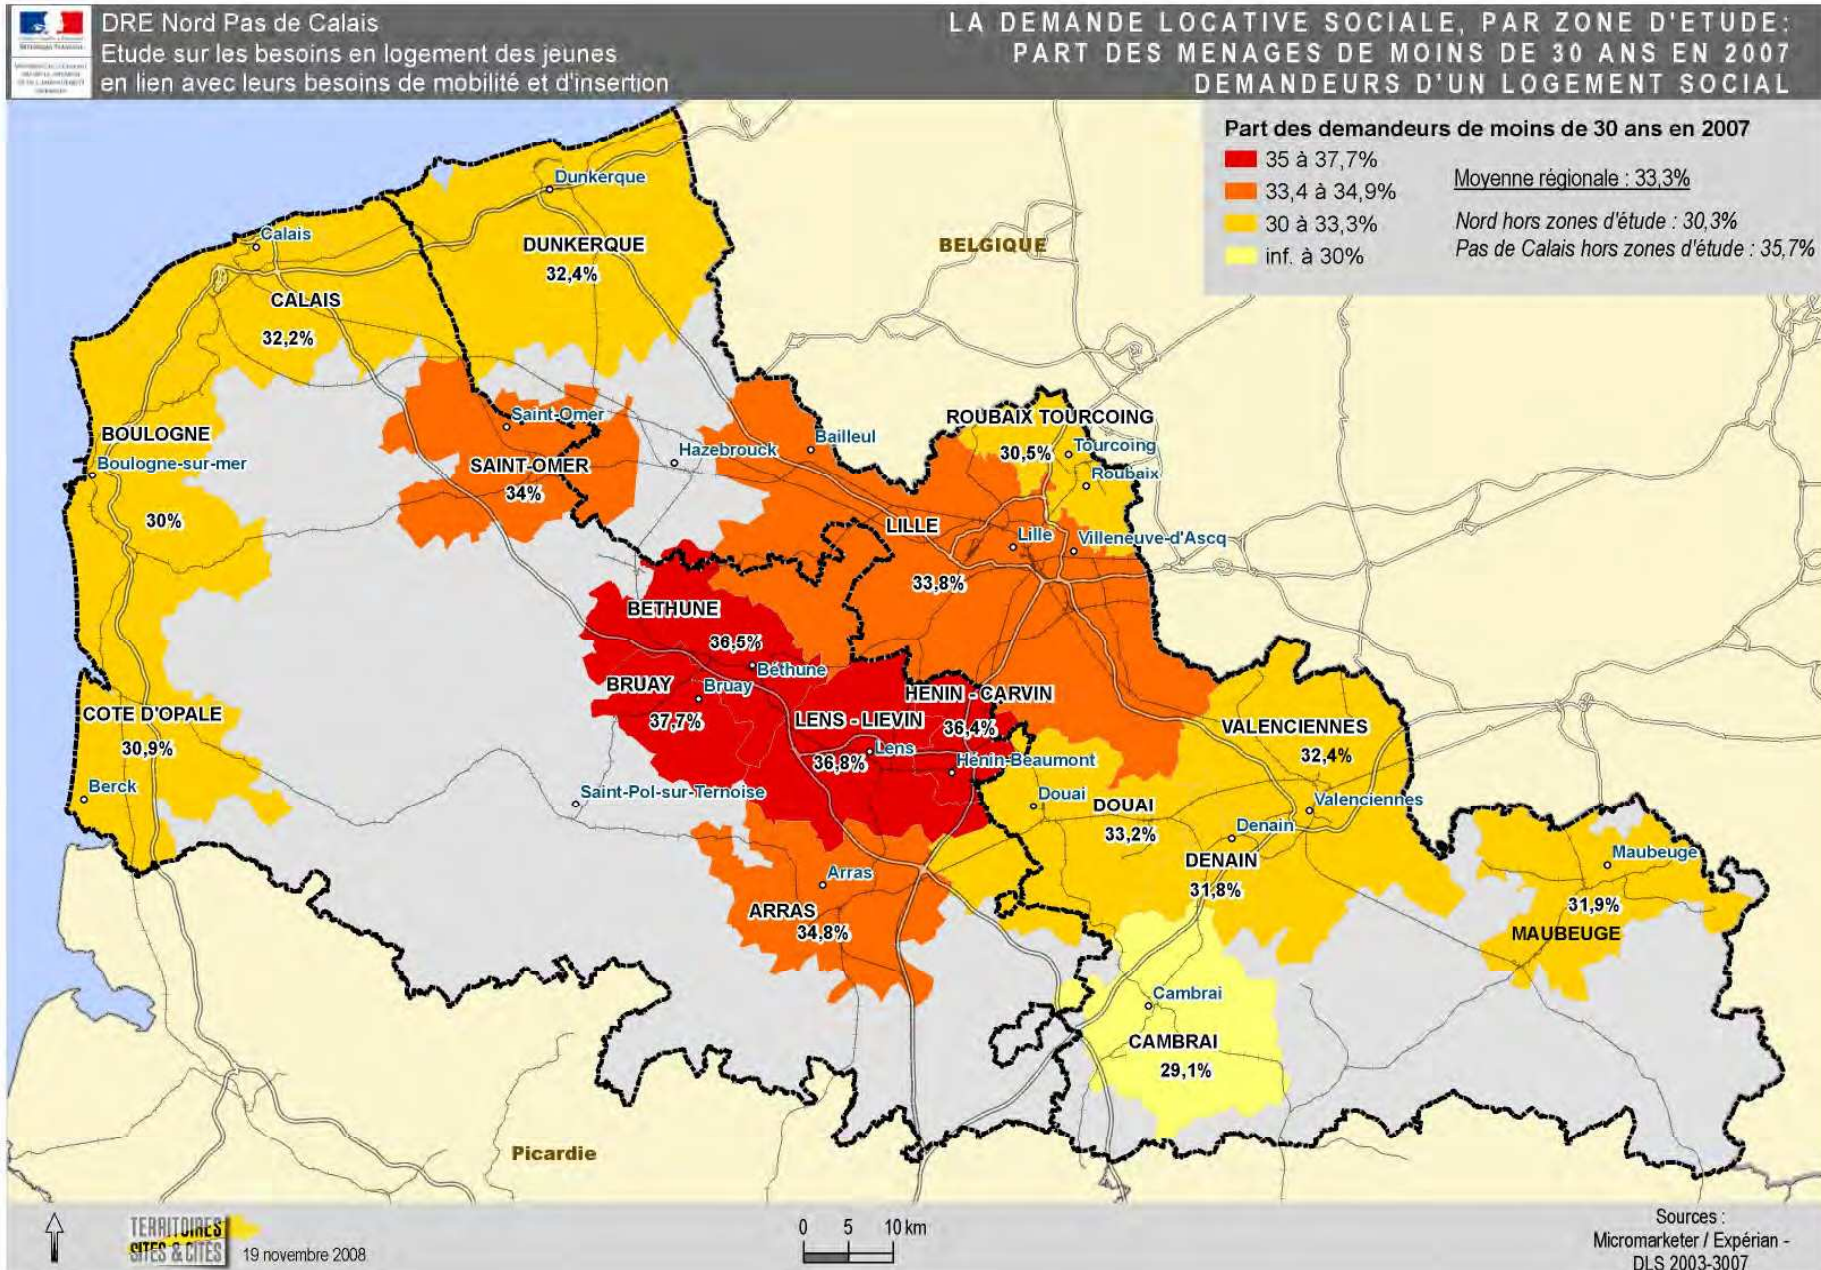 DRE Nord Pas de Calais
Etude sur les besoins en logement des jeunes
en lien avec leurs besoins de mobilité et d'insertion
LA DEMANDE LOCATIVE SOCIALE, PAR ZONE D'ETUDE:
PART DES MENAGES DE MOINS DE 30 ANS EN 2007
DEMANDEURS D'UN LOGEMENT SOCIAL
Part des demandeurs de moins de 30 ans en 2007
35 à 37,7%
33,4 à 34,9%
30 à 33,3%
inf. à 30%
Moyenne régionale : 33,3%
Nord hors zones d'étude : 30,3%
Pas de Calais hors zones d'étude : 35,7%
Dunkerque
Calais
DUNKERQUE
32,4%
BELGIQUE
CALAIS
32,2%
BOULOGNE
Boulogne-sur-mer
30%
Saint-Omer
SAINT-OMER
34%
Hazebrouck
Bailleul
ROUBAIX TOURCOING
30,5%
Tourcoing
Roubaix
LILLE
Lille
Villeneuve-d'Ascq
33,8%
BETHUNE
36,5%
Béthune
BRUAY
Bruay
37,7%
HENIN - CARVIN
36,4%
LENS - LIEVIN
Lens
36,8%
Hénin-Beaumont
COTE D'OPALE
30,9%
Berck
Saint-Pol-sur-Ternoise
VALENCIENNES
32,4%
Valenciennes
Douai
DOUAI
33,2%
Denain
DENAIN
31,8%
Maubeuge
31,9%
MAUBEUGE
Arras
ARRAS
34,8%
Cambrai
CAMBRAI
29,1%
Picardie
TERRITOIRES
SITES & CITÉS
19 novembre 2008
0 5 10 km
Sources :
Micromarketer / Expérian -
DLS 2003-3007